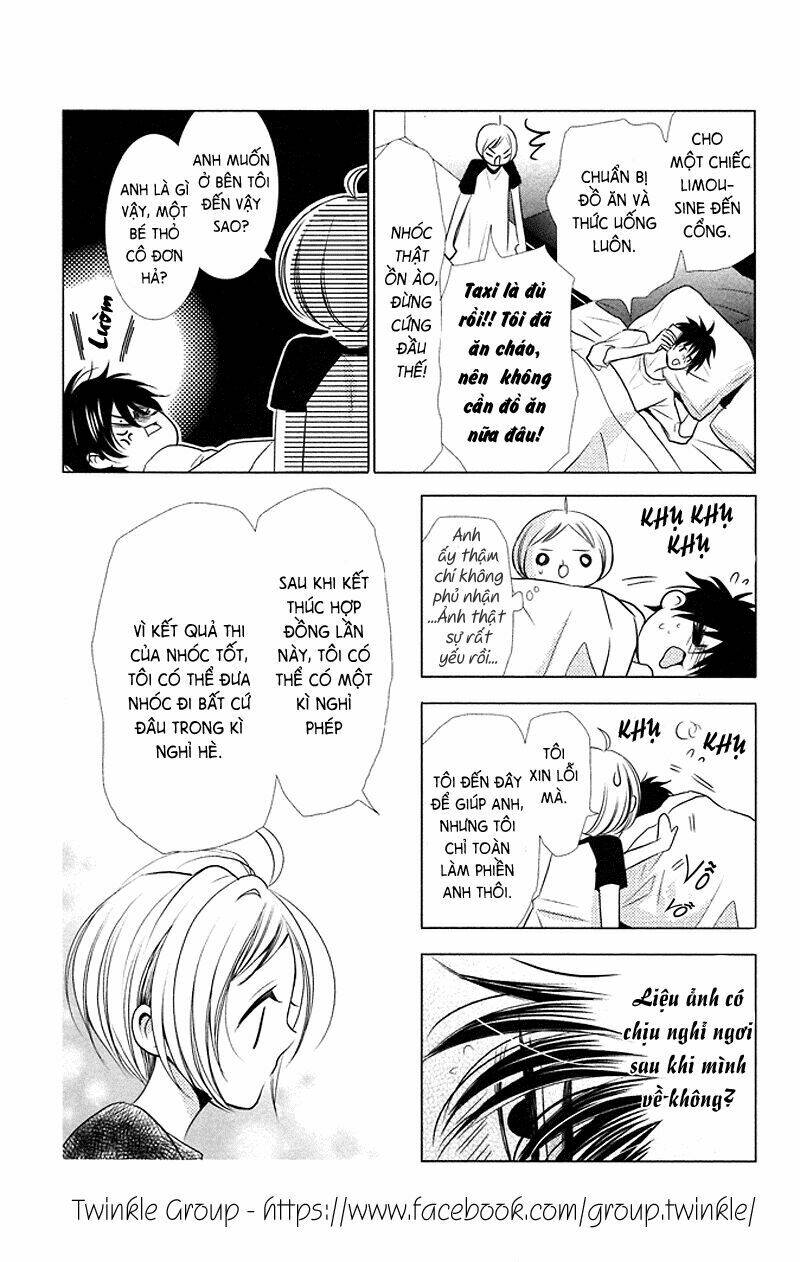 CHO
MỘT CHIẾC
LIMOU-
SINE ĐẾN
CỔNG.
CHUẨN BỊ
ĐỒ ĂN VÀ
THỨC UỐNG
LUÔN.
Taxi là đủ
rồi!! Tôi đã
ăn cháo,
nên không
cần đồ ăn
nữa đâu!
NHÓC
THẬT
ỒN ÀO,
ĐỪNG
CỨNG
ĐẦU
THẾ!
ANH MUỐN
Ở BÊN TÔI
ĐẾN VẬY
SAO?
ANH LÀ GÌ
VẬY, MỘT
BÉ THỎ
CÔ ĐƠN
HẢ?
Lườm
KHỤ KHỤ
KHỤ
Anh
ấy thậm
chí không
phủ nhận
...Ảnh thật
sự rất
yếu rồi...
KHỤ
KHỤ
TÔI
XIN LỖI
MÀ.
TÔI ĐẾN ĐÂY
ĐỂ GIÚP ANH,
NHƯNG TÔI
CHỈ TOÀN
LÀM PHIỀN
ANH THÔI.
VỖ
VỖ
Liệu ảnh có
chịu nghỉ ngơi
sau khi mình
về không?
SAU KHI KẾT
THÚC HỢP
ĐỒNG LẦN
NÀY, TÔI CÓ
THỂ CÓ MỘT
KÌ NGHỈ
PHÉP
VÌ KẾT QUẢ THI
CỦA NHÓC TỐT,
TÔI CÓ THỂ ĐƯA
NHÓC ĐI BẤT CỨ
ĐÂU TRONG KÌ
NGHỈ HÈ.
Twinkle Group - https://www.facebook.com/group.twinkle/